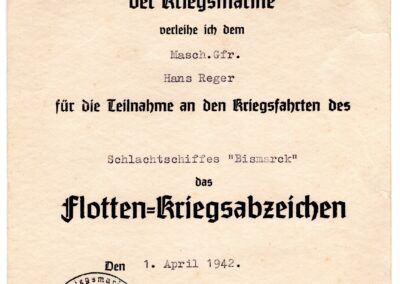 der Kriegsmarine
verleihe ich dem
Masch.Gfr.
Hans Reger
für die Teilnahme an den Kriegsfahrten des
Schlachtschiffes "Bismarck"
das
Flotten=Kriegsabzeichen
Den 1. April 1942.